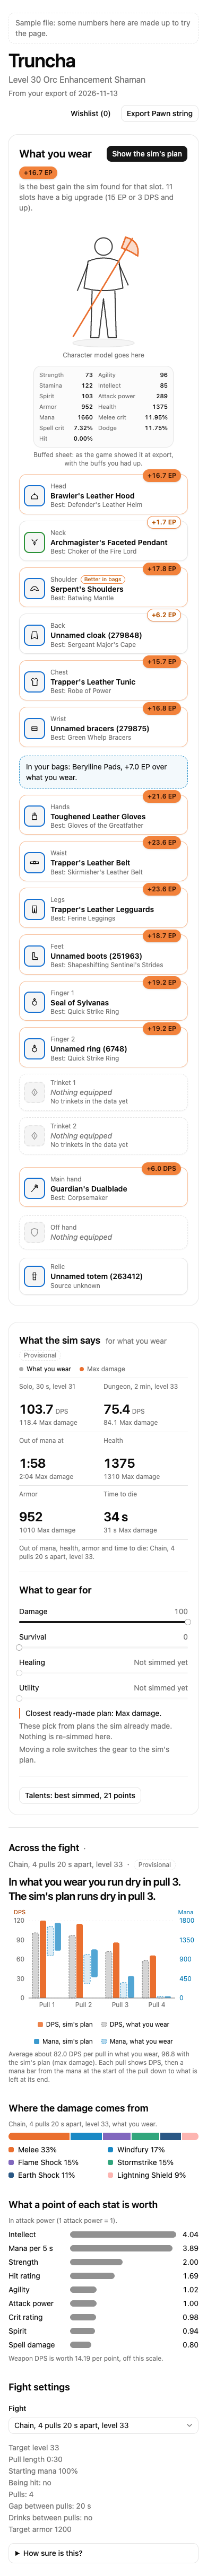 Sample file: some numbers here are made up to try
the page.
Truncha
Level 30 Orc Enhancement Shaman
From your export of 2026-11-13
Wishlist (0)
Export Pawn string
What you wear
Show the sim's plan
+16.7 EP
is the best gain the sim found for that slot. 11
slots have a big upgrade (15 EP or 3 DPS and
up).
Character model goes here
Strength 73 Agility 96
Stamina 122 Intellect 85
Spirit 103 Attack power 289
Armor 952 Health 1375
Mana 1660 Melee crit 11.95%
Spell crit 7.32% Dodge 11.75%
Hit 0.00%
Buffed sheet: as the game showed it at export,
with the buffs you had up.
+16.7 EP
Head
Brawler's Leather Hood
Best: Defender's Leather Helm
+1.7 EP
Neck
Archmagister's Faceted Pendant
Best: Choker of the Fire Lord
+17.8 EP
Shoulder Better in bags
Serpent's Shoulders
Best: Batwing Mantle
+6.2 EP
Back
Unnamed cloak (279848)
Best: Sergeant Major's Cape
+15.7 EP
Chest
Trapper's Leather Tunic
Best: Robe of Power
+16.8 EP
Wrist
Unnamed bracers (279875)
Best: Green Whelp Bracers
In your bags: Berylline Pads, +7.0 EP over
what you wear.
+21.6 EP
Hands
Toughened Leather Gloves
Best: Gloves of the Greatfather
+23.6 EP
Waist
Trapper's Leather Belt
Best: Skirmisher's Leather Belt
+23.6 EP
Legs
Trapper's Leather Legguards
Best: Ferine Leggings
+18.7 EP
Feet
Unnamed boots (251963)
Best: Shapeshifting Sentinel's Strides
+19.2 EP
Finger 1
Seal of Sylvanas
Best: Quick Strike Ring
+19.2 EP
Finger 2
Unnamed ring (6748)
Best: Quick Strike Ring
Trinket 1
Nothing equipped
No trinkets in the data yet
Trinket 2
Nothing equipped
No trinkets in the data yet
+6.0 DPS
Main hand
Guardian's Dualblade
Best: Corpsemaker
Off hand
Nothing equipped
Relic
Unnamed totem (263412)
Source unknown
What the sim says for what you wear
Provisional
What you wear Max damage
Solo, 30 s, level 31
103.7 DPS
118.4 Max damage
Dungeon, 2 min, level 33
75.4 DPS
84.1 Max damage
Out of mana at
1:58
2:04 Max damage
Health
1375
1310 Max damage
Armor
952
1010 Max damage
Time to die
34 s
31 s Max damage
Out of mana, health, armor and time to die: Chain, 4
pulls 20 s apart, level 33.
What to gear for
Damage 100
Survival 0
Healing Not simmed yet
Utility Not simmed yet
Closest ready-made plan: Max damage.
These pick from plans the sim already made.
Nothing is re-simmed here.
Moving a role switches the gear to the sim's
plan.
Talents: best simmed, 21 points
Across the fight ·
Chain, 4 pulls 20 s apart, level 33 · Provisional
In what you wear you run dry in pull 3.
The sim's plan runs dry in pull 3.
DPS Mana
120 1800
90 1350
60 900
30 450
0 0
Pull 1 Pull 2 Pull 3 Pull 4
DPS, sim's plan DPS, what you wear
Mana, sim's plan Mana, what you wear
Average about 82.0 DPS per pull in what you wear, 96.8 with
the sim's plan (max damage). Each pull shows DPS, then a
mana bar from the mana at the start of the pull down to what is
left at its end.
Where the damage comes from
Chain, 4 pulls 20 s apart, level 33, what you wear.
Melee 33% Windfury 17%
Flame Shock 15% Stormstrike 15%
Earth Shock 11% Lightning Shield 9%
What a point of each stat is worth
In attack power (1 attack power = 1).
Intellect 4.04
Mana per 5 s 3.89
Strength 2.00
Hit rating 1.69
Agility 1.02
Attack power 1.00
Crit rating 0.98
Spirit 0.94
Spell damage 0.80
Weapon DPS is worth 14.19 per point, off this scale.
Fight settings
Fight
Chain, 4 pulls 20 s apart, level 33
Target level 33
Pull length 0:30
Starting mana 100%
Being hit: no
Pulls: 4
Gap between pulls: 20 s
Drinks between pulls: no
Target armor 1200
How sure is this?